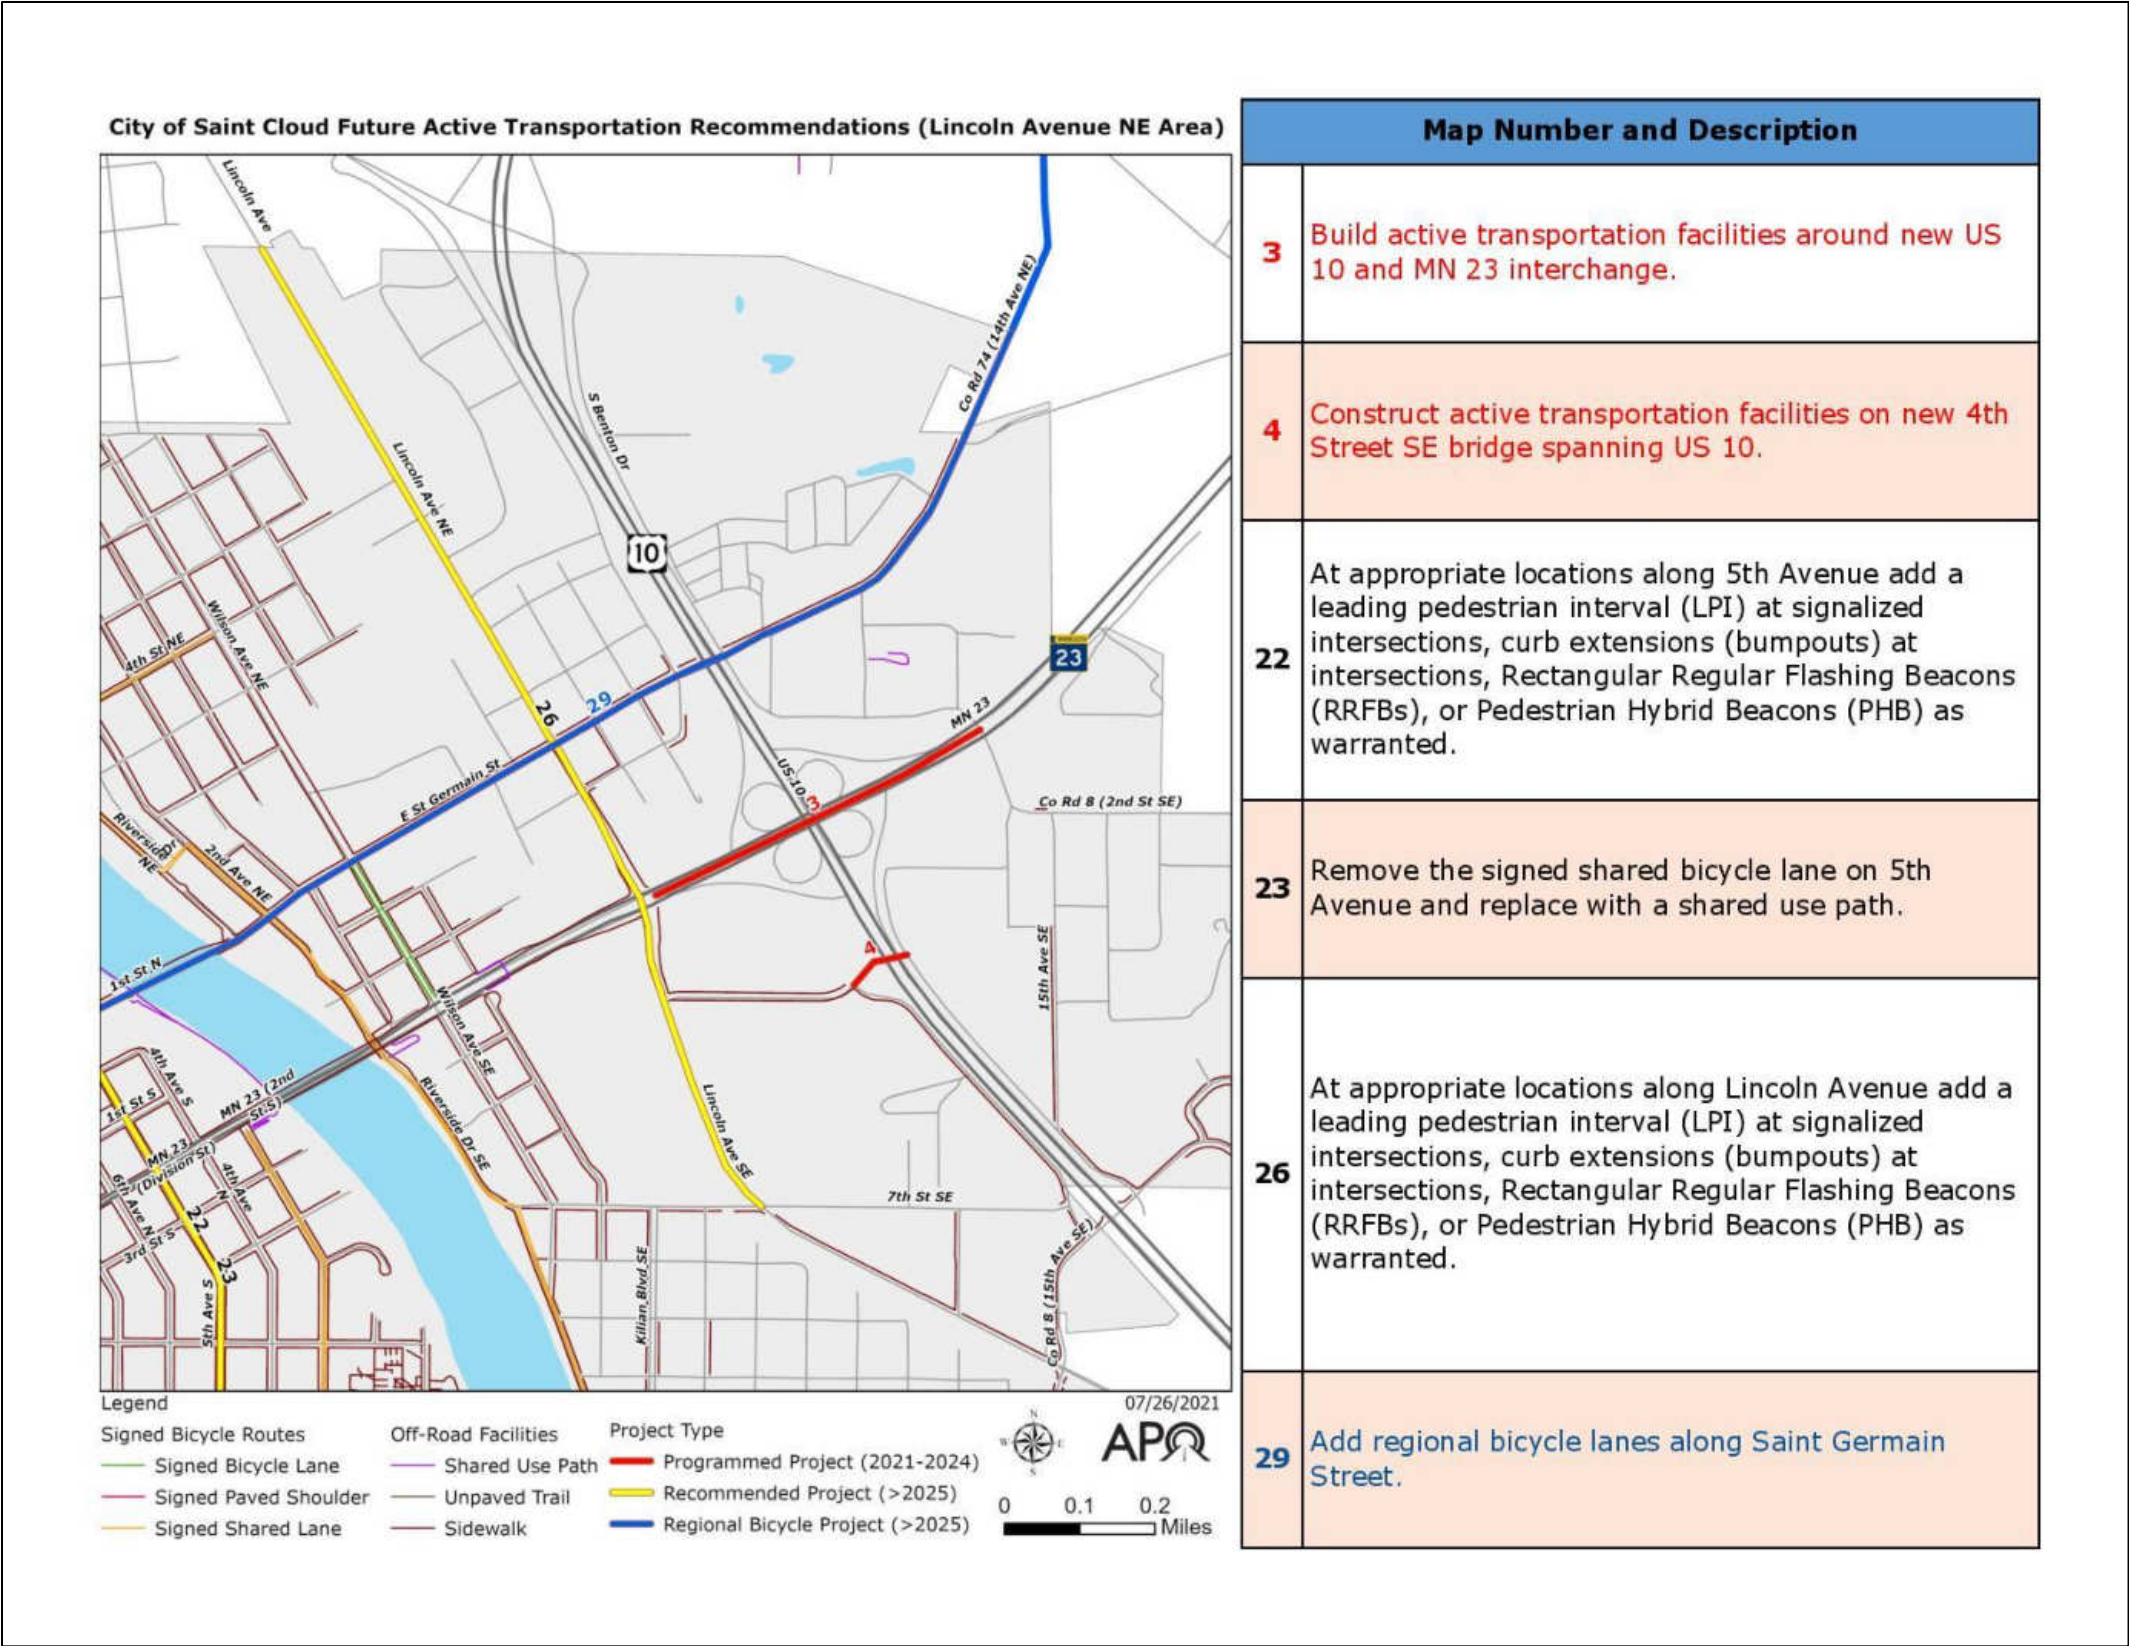 City of Saint Cloud Future Active Transportation Recommendations (Lincoln Avenue NE Area)
Lincoln Ave
Co Rd 74 (14th Ave NE)
S Benton Dr
Lincoln Ave NE
10
Wilson Ave NE
4th St NE
23
29
26
MN 23
US 10
3
E St Germain St
Co Rd 8 (2nd St SE)
Riverside
Dr
NE
2nd Ave NE
4
15th Ave SE
1st St N
Wilson Ave SE
4th Ave S
MN 23 (2nd
St S)
1st St S
Riverside Dr SE
Lincoln Ave SE
MN 23
(Division St)
4th Ave
N
6th Ave N
7th St SE
22
3rd St S
23
5th Ave S
Kilian Blvd SE
Co Rd 8 (15th Ave SE)
Legend
07/26/2021
Signed Bicycle Routes
Signed Bicycle Lane
Signed Paved Shoulder
Signed Shared Lane
Off-Road Facilities
Shared Use Path
Unpaved Trail
Sidewalk
Project Type
Programmed Project (2021-2024)
Recommended Project (>2025)
Regional Bicycle Project (>2025)
N
W
E
S
APO
0 0.1 0.2
Miles
Map Number and Description
3
Build active transportation facilities around new US
10 and MN 23 interchange.
4
Construct active transportation facilities on new 4th
Street SE bridge spanning US 10.
22
At appropriate locations along 5th Avenue add a
leading pedestrian interval (LPI) at signalized
intersections, curb extensions (bumpouts) at
intersections, Rectangular Regular Flashing Beacons
(RRFBs), or Pedestrian Hybrid Beacons (PHB) as
warranted.
23
Remove the signed shared bicycle lane on 5th
Avenue and replace with a shared use path.
26
At appropriate locations along Lincoln Avenue add a
leading pedestrian interval (LPI) at signalized
intersections, curb extensions (bumpouts) at
intersections, Rectangular Regular Flashing Beacons
(RRFBs), or Pedestrian Hybrid Beacons (PHB) as
warranted.
29
Add regional bicycle lanes along Saint Germain
Street.